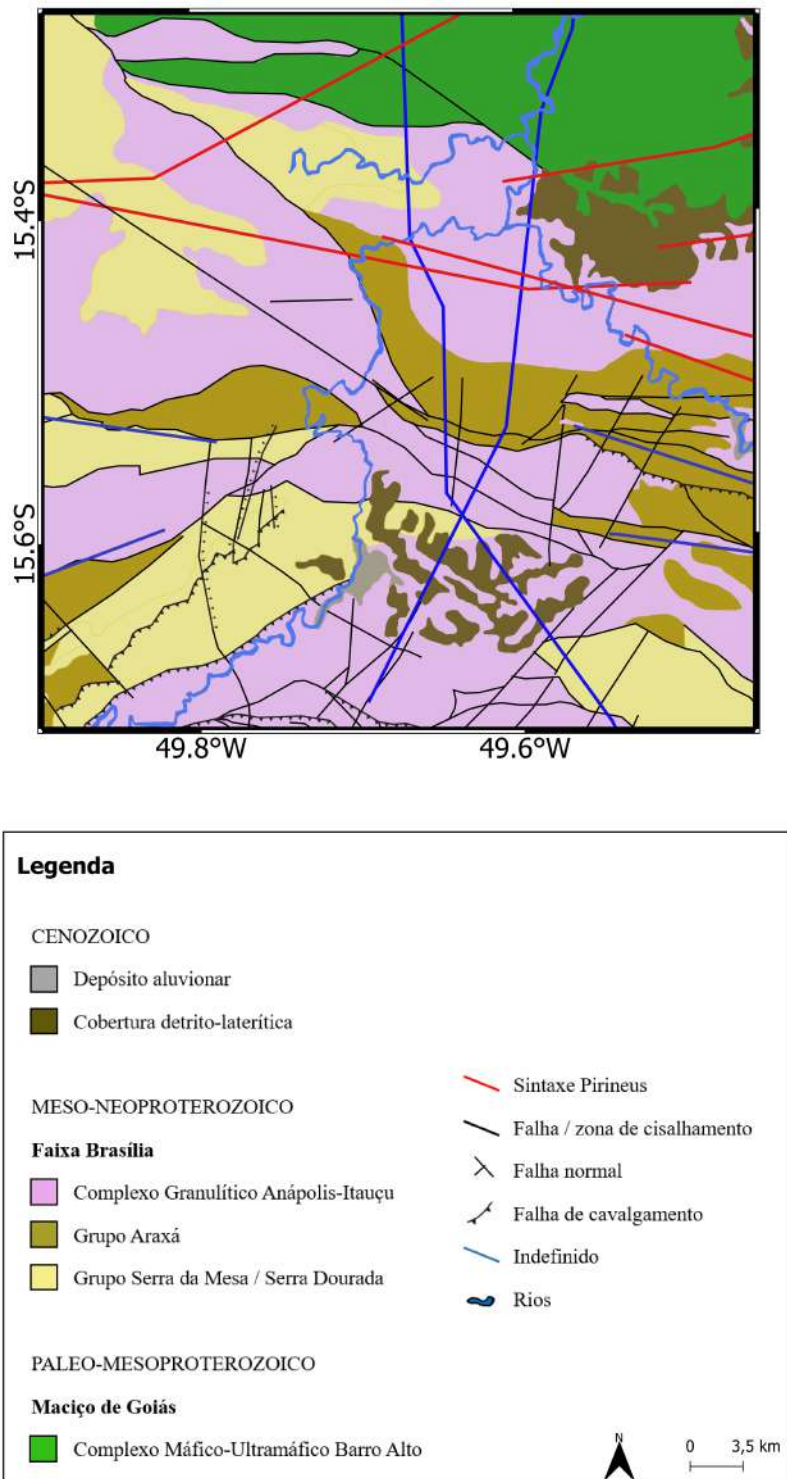 15.4°S
15.6°S
49.8°W
49.6°W
Legenda
CENOZOICO
Depósito aluvionar
Cobertura detrito-laterítica
MESO-NEOPROTEROZOICO
Faixa Brasília
Complexo Granulítico Anápolis-Itauçu
Grupo Araxá
Grupo Serra da Mesa / Serra Dourada
PALEO-MESOPROTEROZOICO
Maciço de Goiás
Complexo Máfico-Ultramáfico Barro Alto
Sintaxe Pirineus
Falha / zona de cisalhamento
Falha normal
Falha de cavalgamento
Indefinido
Rios
N
0 3,5 km